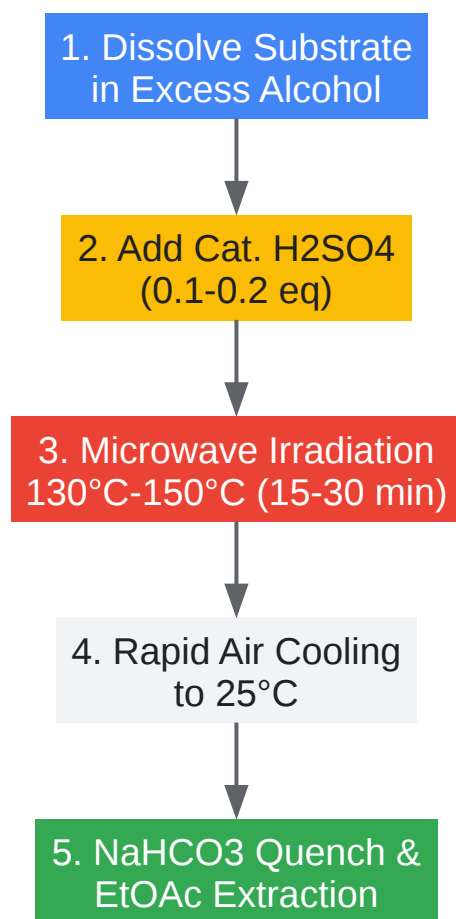 1. Dissolve Substrate
in Excess Alcohol
2. Add Cat. H2SO4
(0.1-0.2 eq)
3. Microwave Irradiation
130°C-150°C (15-30 min)
4. Rapid Air Cooling
to 25°C
5. NaHCO3 Quench &
EtOAc Extraction